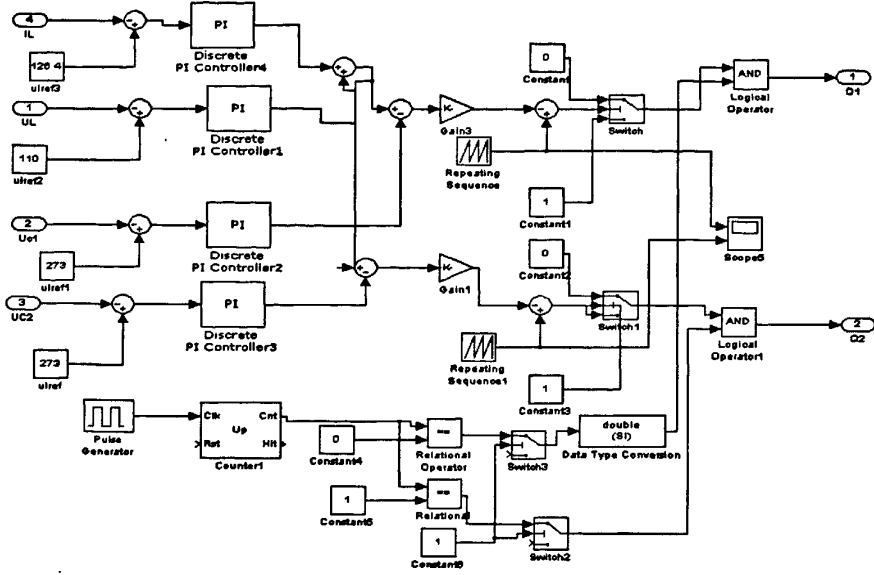 4
IL
126 4
uiref3
PI
Discrete
PI Controller4
1
UL
110
uiref2
PI
Discrete
PI Controller1
2
Uc1
273
uiref1
PI
Discrete
PI Controller2
3
UC2
273
uiref
PI
Discrete
PI Controller3
K-
Gain3
K-
Gain1
Repeating
Sequence
Repeating
Sequence1
0
Constant
1
Constant1
0
Constant2
1
Constant3
Switch
Switch1
AND
Logical
Operator
1
Q1
Scope5
AND
Logical
Operator1
2
Q2
Pulse
Generator
Clk
Cnt
Up
Rst
Hit
Counter1
0
Constant4
1
Constant5
1
Constant6
==
Relational
Operator
==
Relational
Switch3
Switch2
double
(SI)
Data Type Conversion